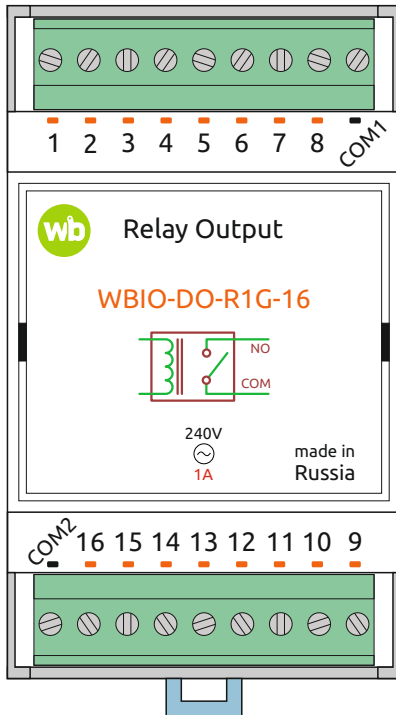 1 2 3 4 5 6 7 8 COM1
wb Relay Output
WBIO-DO-R1G-16
NO
COM
240V
1A
made in
Russia
COM2 16 15 14 13 12 11 10 9